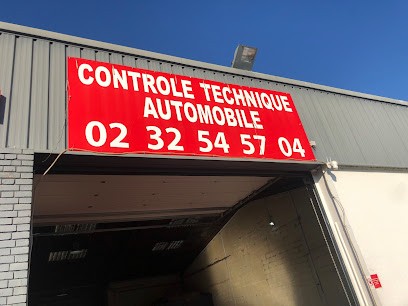 CONTROLE TECHNIQUE
AUTOMOBILE
02 32 54 57 04